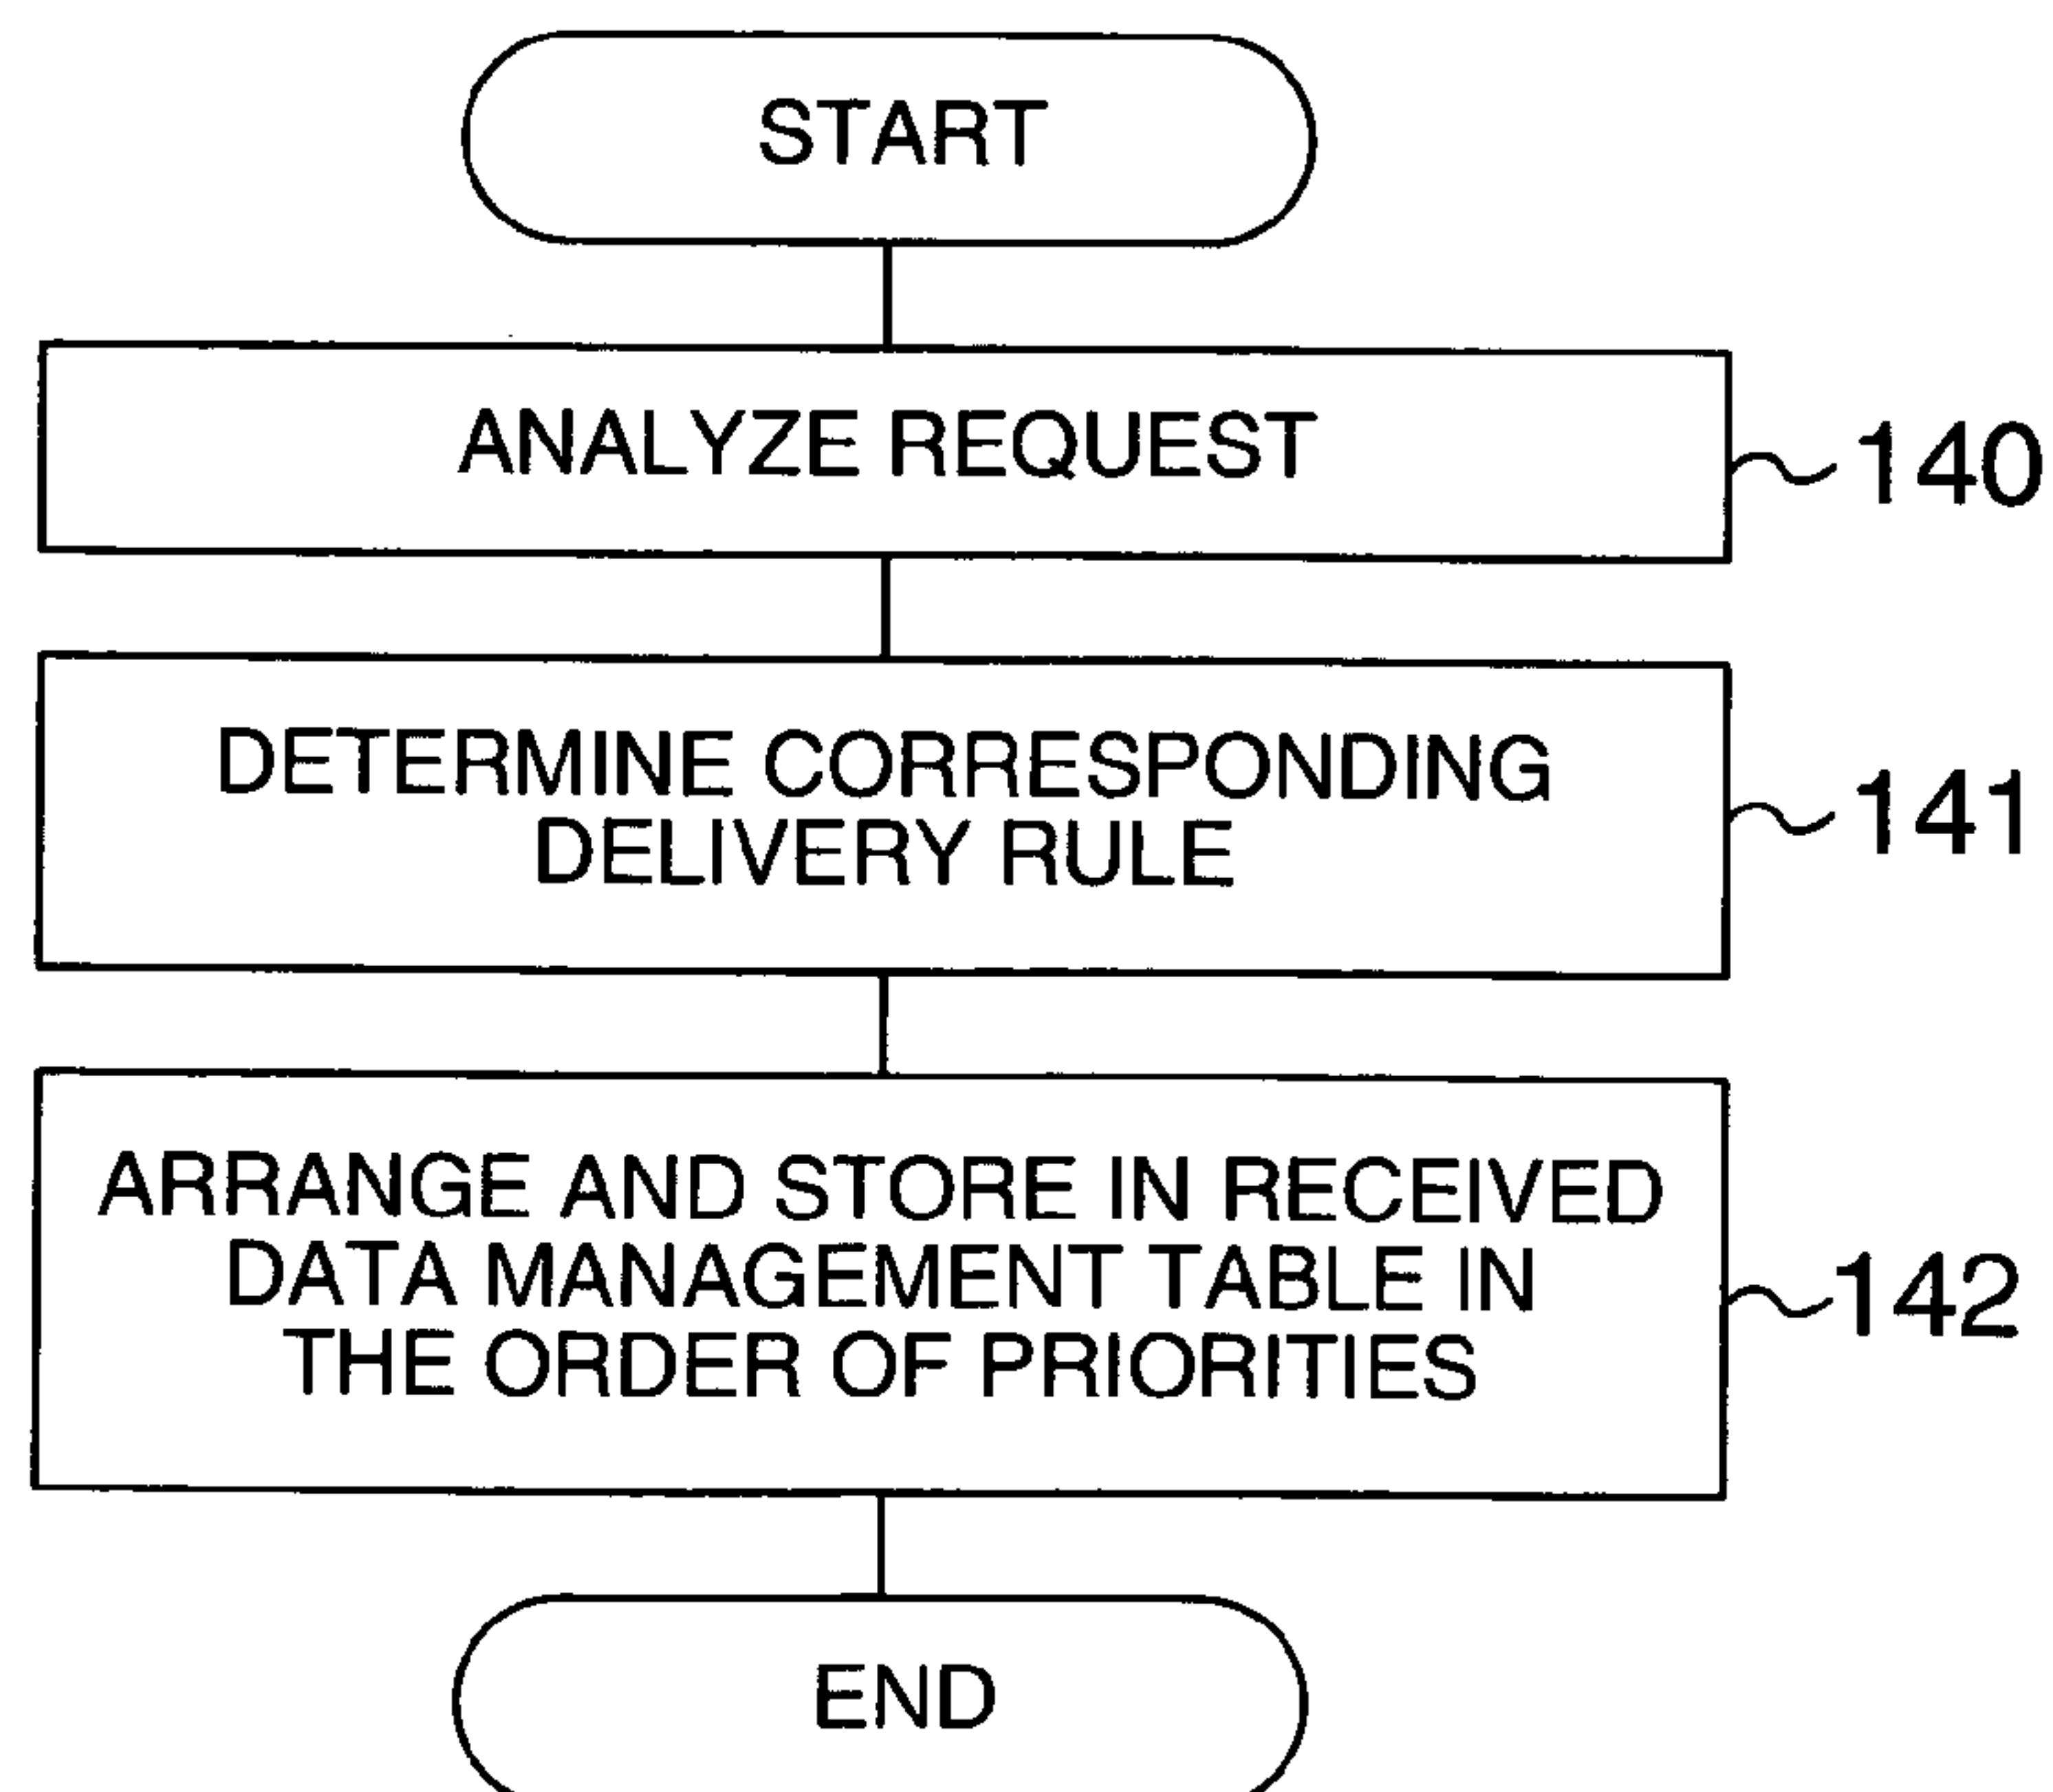 START
ANALYZE REQUEST
140
DETERMINE CORRESPONDING
DELIVERY RULE
141
ARRANGE AND STORE IN RECEIVED
DATA MANAGEMENT TABLE IN
THE ORDER OF PRIORITIES
142
END